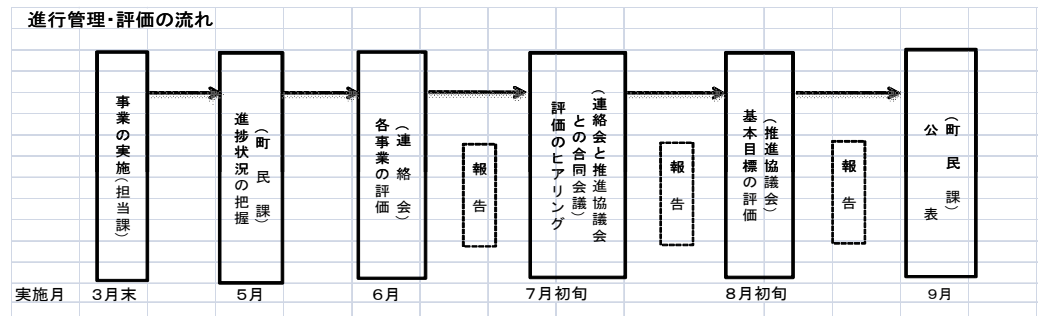 進行管理・評価の流れ
事業の実施(担当課)
進捗状況の把握
(町民課)
各事業の評価
(連絡会)
報告
評価のヒアリング
(連絡会と推進協議会
との合同会議)
報告
基本目標の評価
(推進協議会)
報告
公表
(町民課)
実施月 3月末 5月 6月 7月初旬 8月初旬 9月